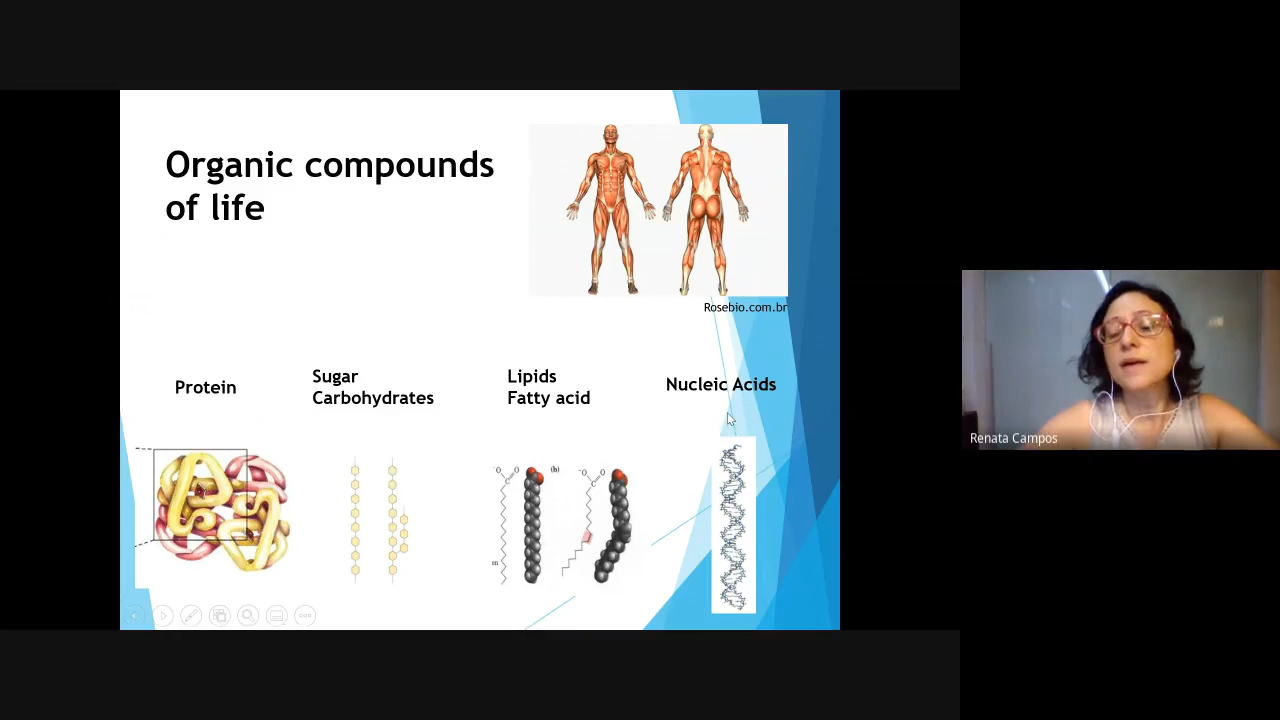 Organic compounds
of life
Rosebio.com.br
Protein
Sugar
Carbohydrates
Lipids
Fatty acid
Nucleic Acids
(b)
Renata Campos